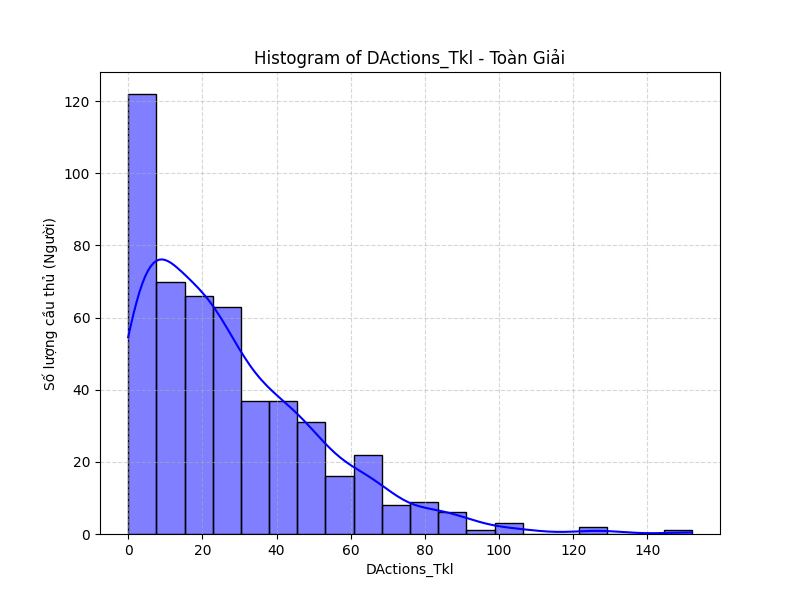 Histogram of DActions_Tkl - Toàn Giải
120
100
80
60
40
20
0
Số lượng cầu thủ (Người)
0 20 40 60 80 100 120 140
DActions_Tkl